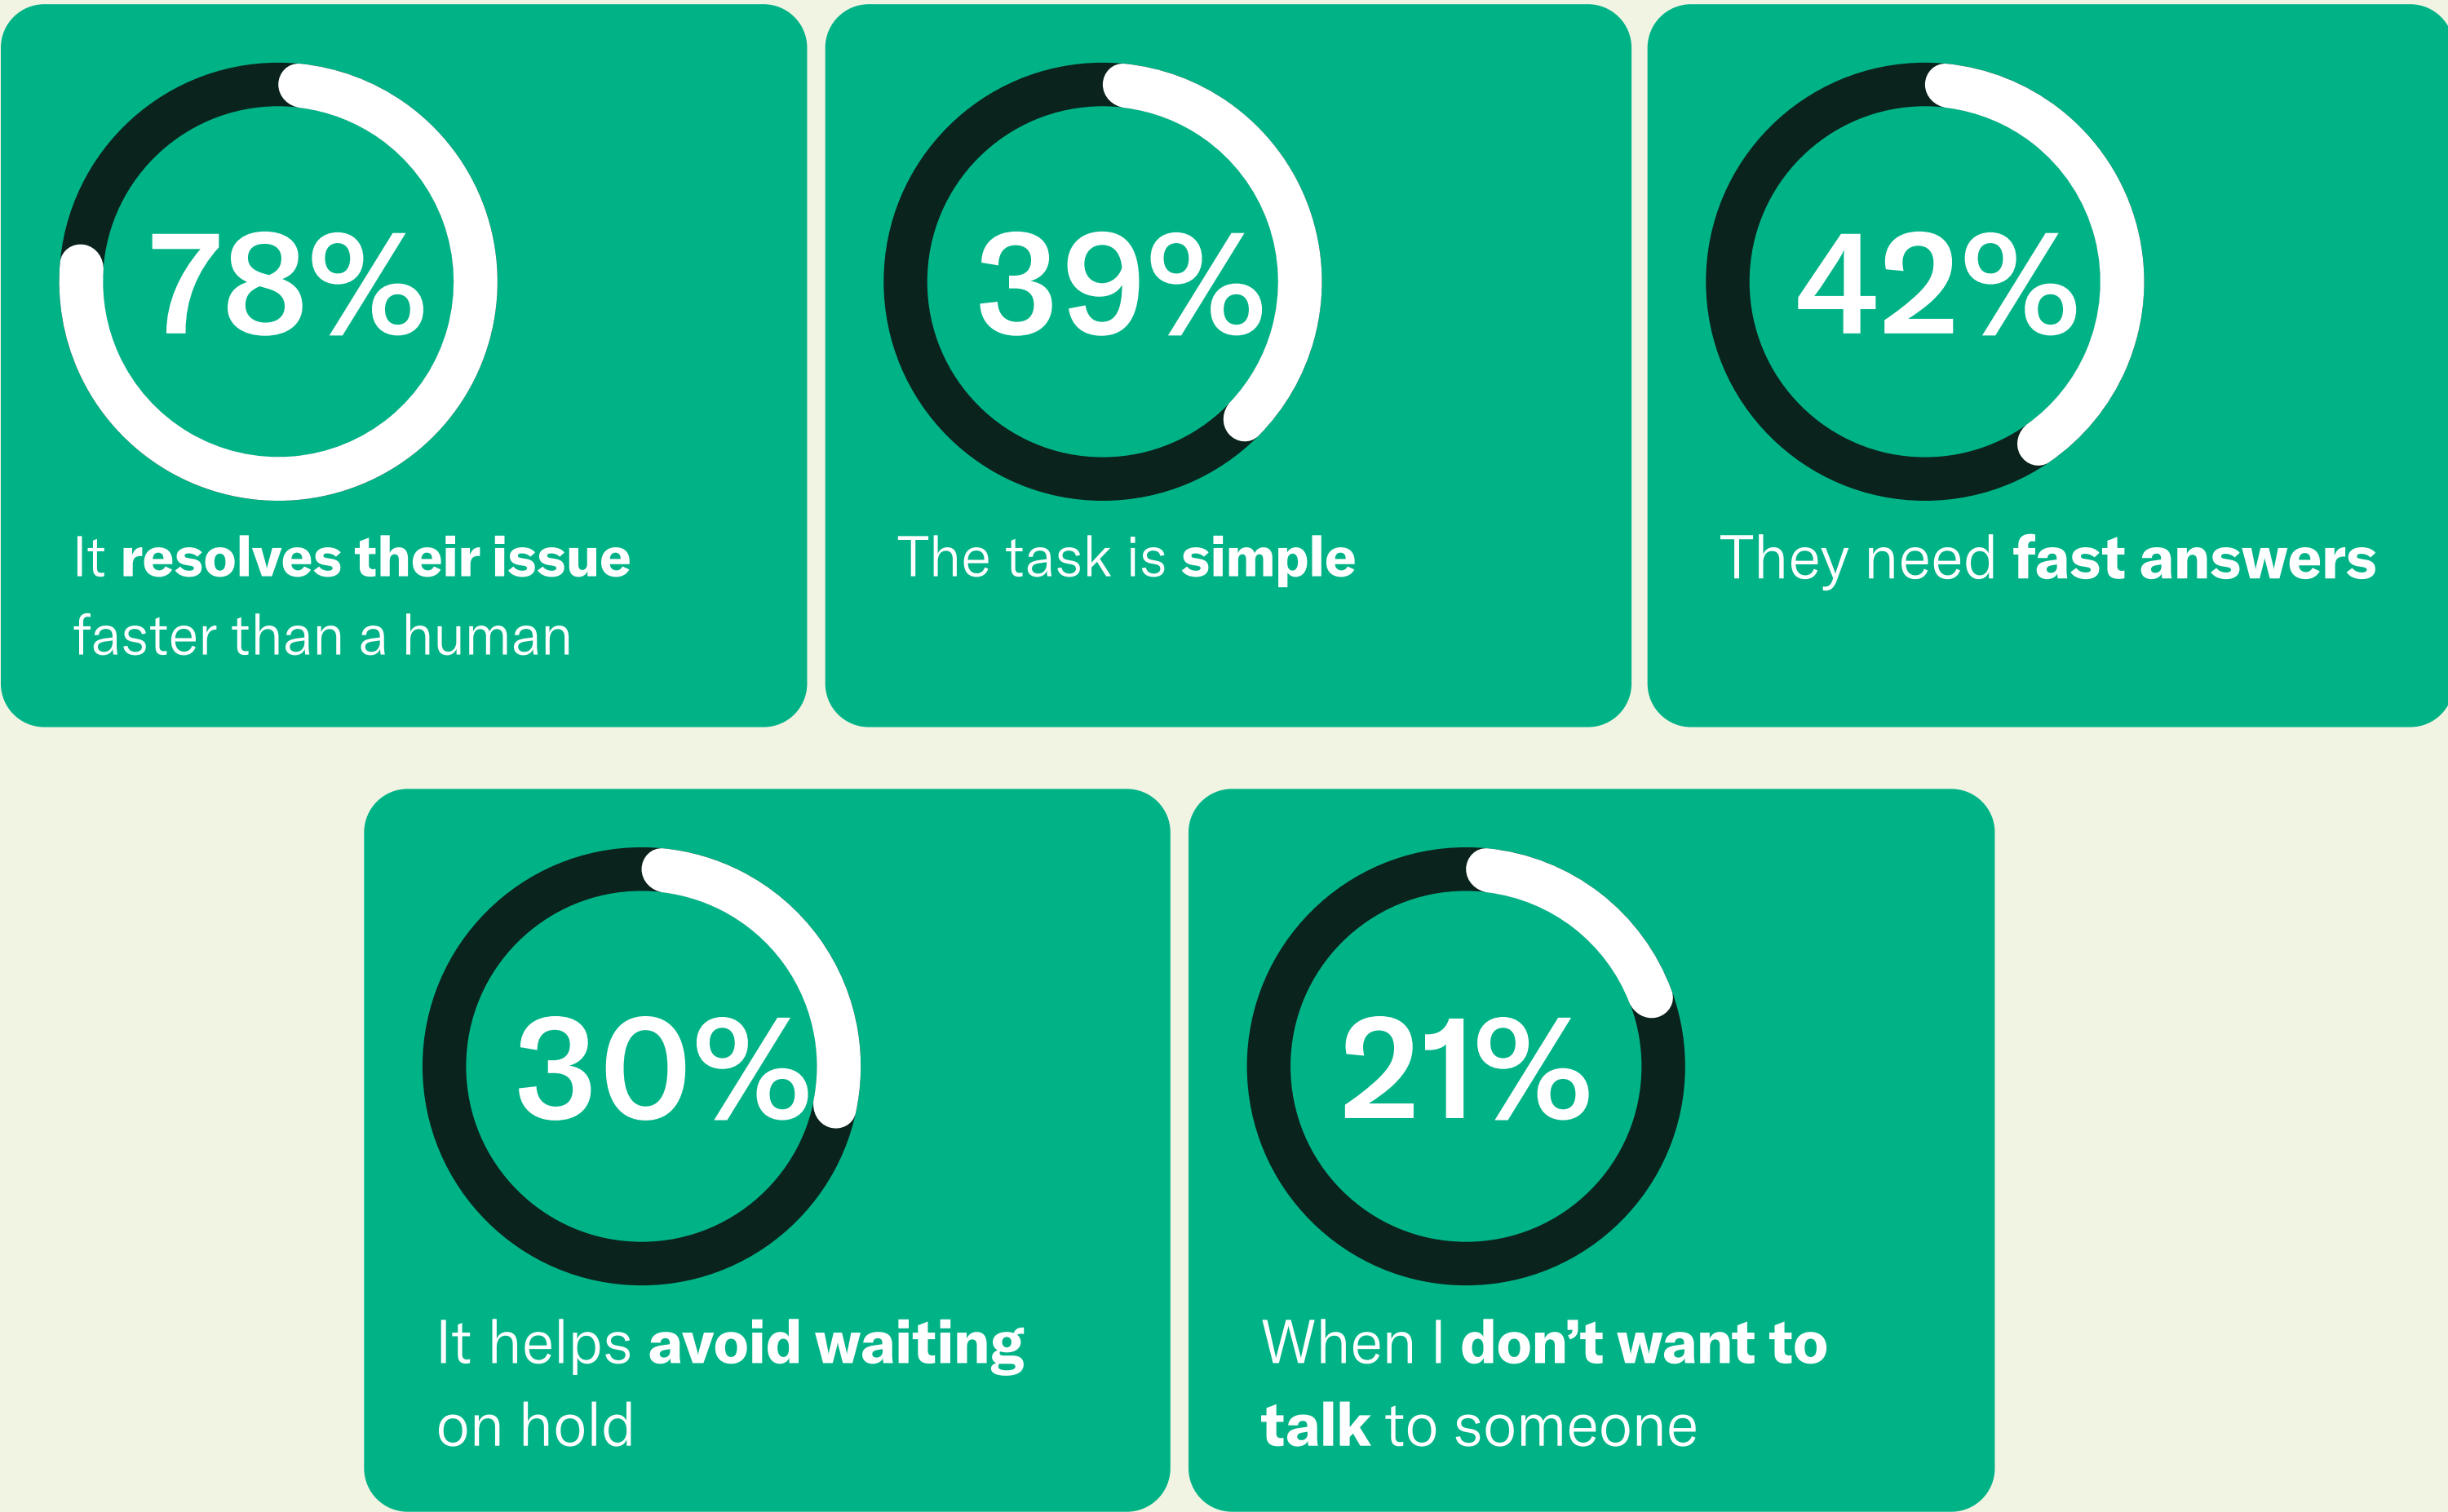 78%
It resolves their issue
faster than a human
39%
The task is simple
42%
They need fast answers
30%
It helps avoid waiting
on hold
21%
When I don't want to
talk to someone